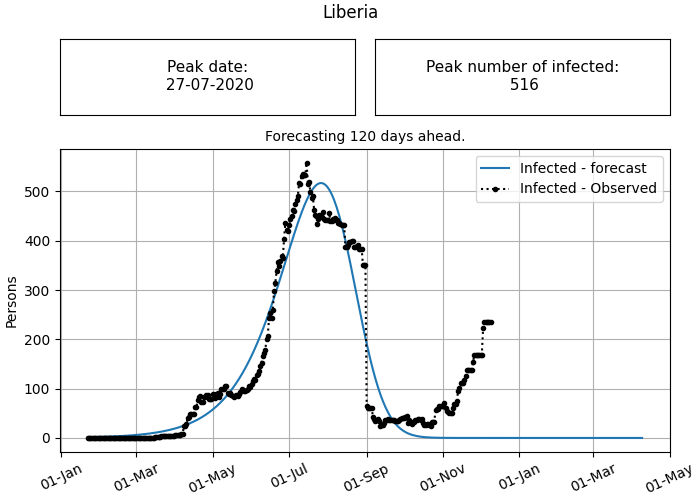 Liberia
Peak date:
27-07-2020
Peak number of infected:
516
Forecasting 120 days ahead.
Infected - forecast
Infected - Observed
Persons
500
400
300
200
100
0
01-Jan
01-Mar
01-May
01-Jul
01-Sep
01-Nov
01-Jan
01-Mar
01-May